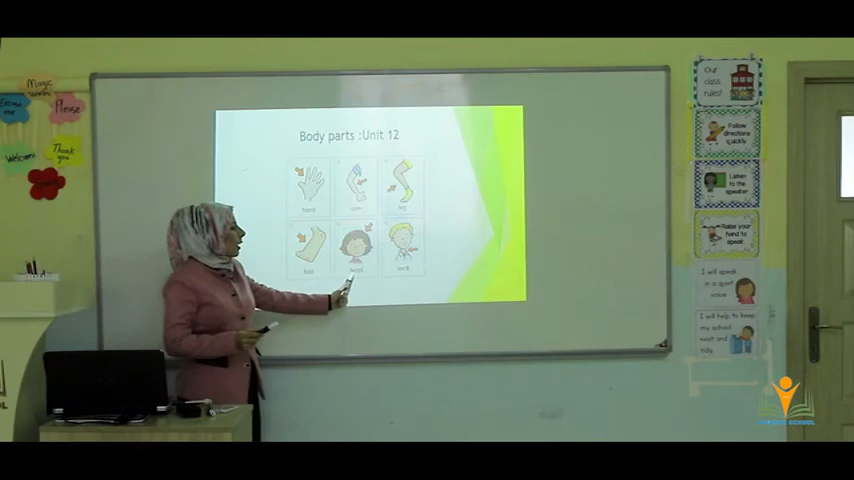 Magic
words
Excuse
me
Please
Welcome
Thank
you
Body parts :Unit 12
hand
arm
leg
foot
head
neck
Our
class
rules!
Follow
directions
quickly
Listen
to the
speaker
Raise your
hand to
speak
I will speak
in a quiet
voice
I will help to keep
my school
neat and
tidy.